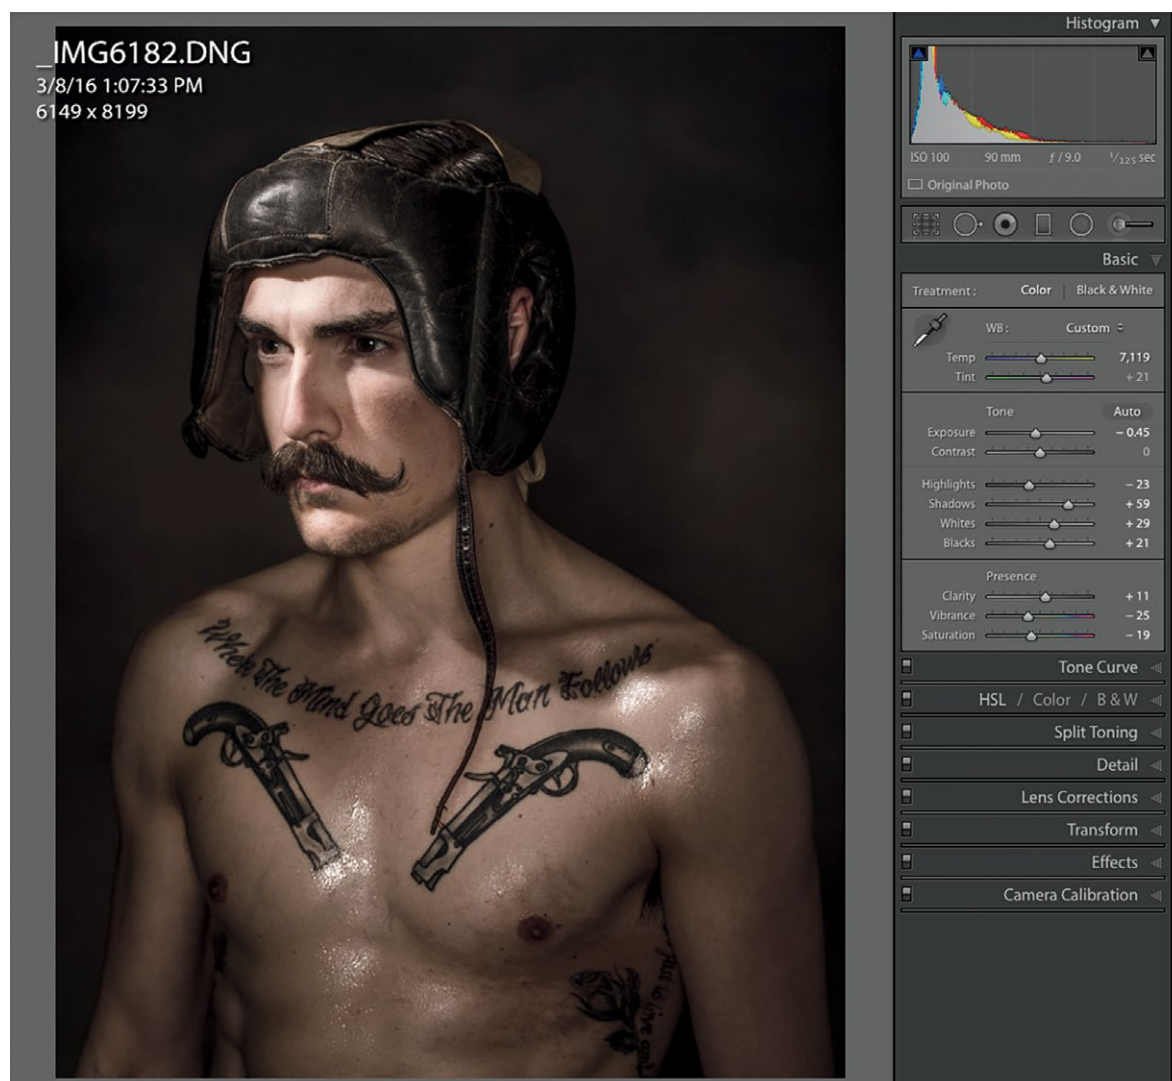 _IMG6182.DNG
3/8/16 1:07:33 PM
6149 x 8199
When The Mind Goes The Man Follows
Histogram
ISO 100 90 mm ƒ / 9.0 1/125 sec
Original Photo
Basic
Treatment : Color | Black & White
WB : Custom
Temp 7,119
Tint + 21
Tone Auto
Exposure – 0.45
Contrast 0
Highlights – 23
Shadows + 59
Whites + 29
Blacks + 21
Presence
Clarity + 11
Vibrance – 25
Saturation – 19
Tone Curve
HSL / Color / B & W
Split Toning
Detail
Lens Corrections
Transform
Effects
Camera Calibration